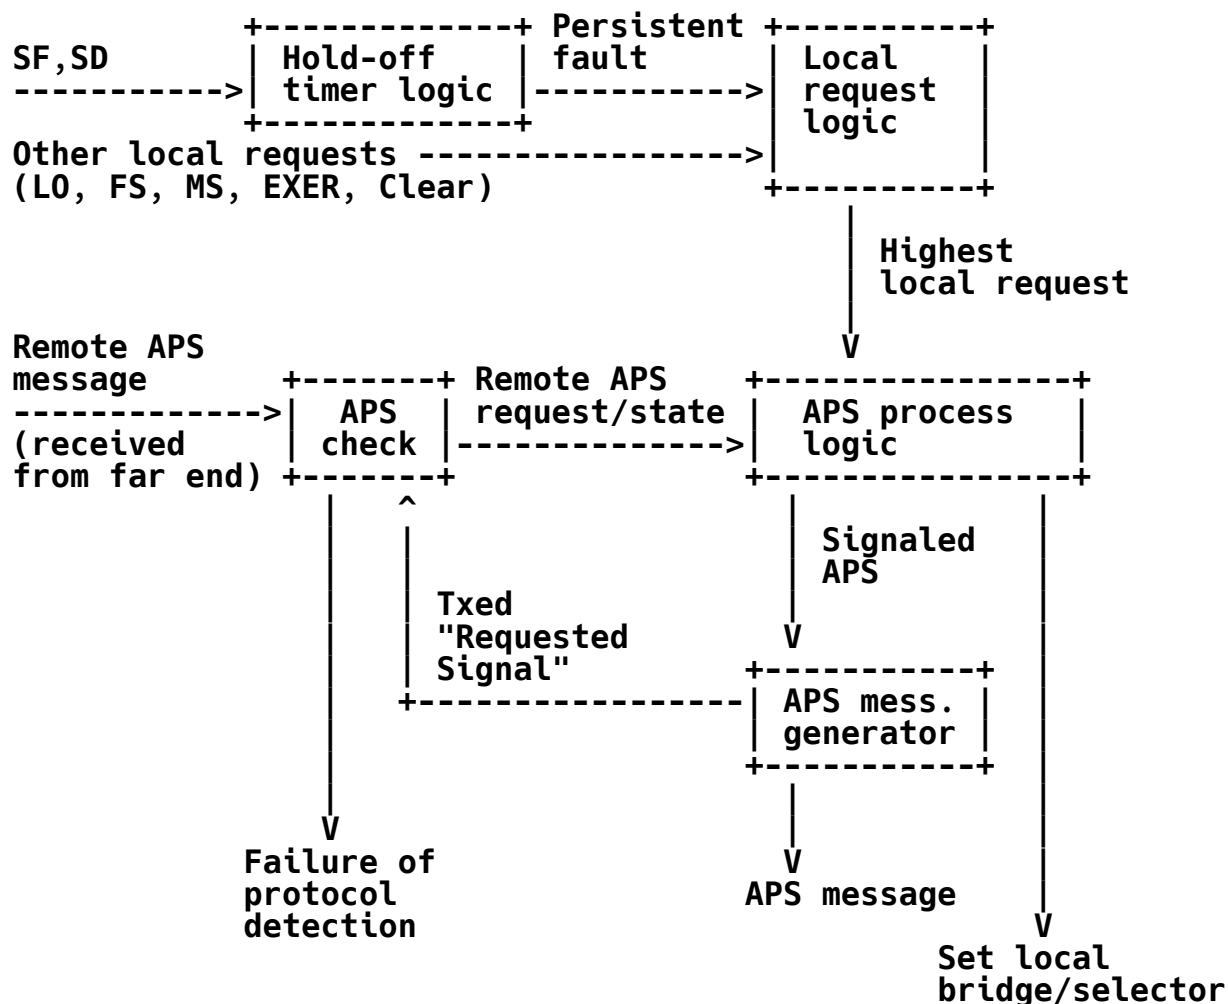 SF,SD
Hold-off
timer logic
Persistent
fault
Local
request
logic
Other local requests
(LO, FS, MS, EXER, Clear)
Highest
local request
Remote APS
message
(received
from far end)
APS
check
Remote APS
request/state
APS process
logic
Signaled
APS
Txed
"Requested
Signal"
APS mess.
generator
Failure of
protocol
detection
APS message
Set local
bridge/selector